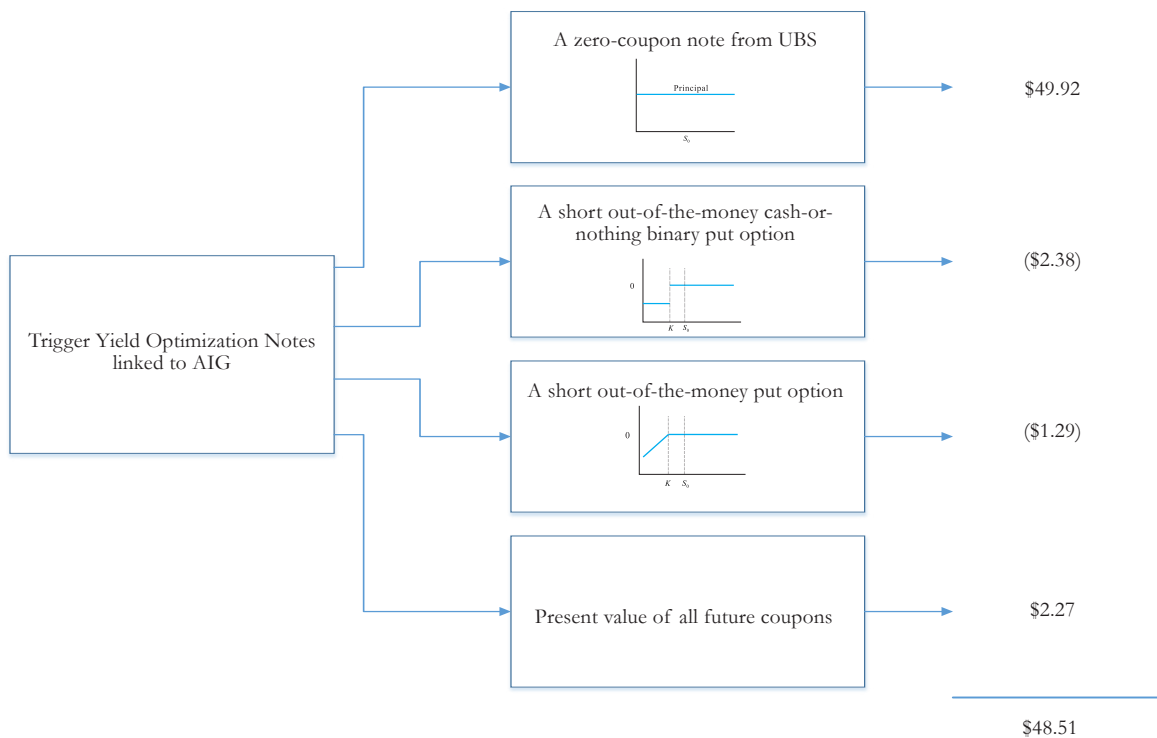 A zero-coupon note from UBS
Principal
S₀
$49.92
A short out-of-the-money cash-or-
nothing binary put option
0
K S₀
($2.38)
Trigger Yield Optimization Notes
linked to AIG
A short out-of-the-money put option
0
K S₀
($1.29)
Present value of all future coupons
$2.27
$48.51